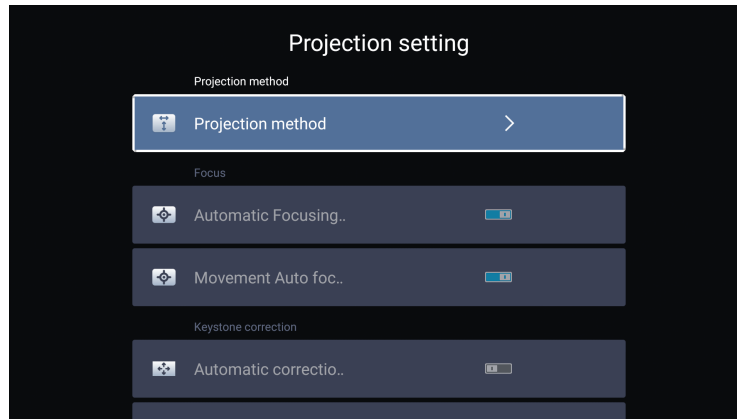 Projection setting
Projection method
Projection method
Focus
Automatic Focusing..
Movement Auto foc..
Keystone correction
Automatic correctio..